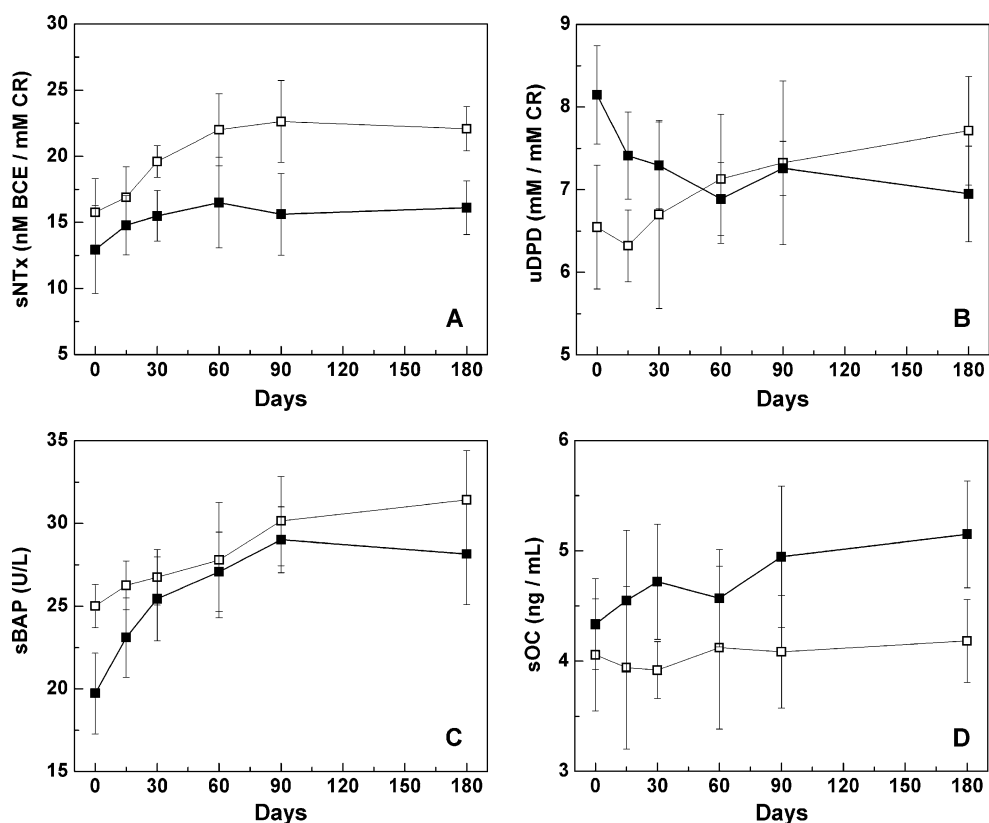 30
25
20
15
10
5
sNTx (nM BCE / mM CR)
A
0 30 60 90 120 150 180
Days
9
8
7
6
5
uDPD (mM / mM CR)
B
0 30 60 90 120 150 180
Days
35
30
25
20
15
sBAP (U/L)
C
0 30 60 90 120 150 180
Days
6
5
4
3
sOC (ng / mL)
D
0 30 60 90 120 150 180
Days